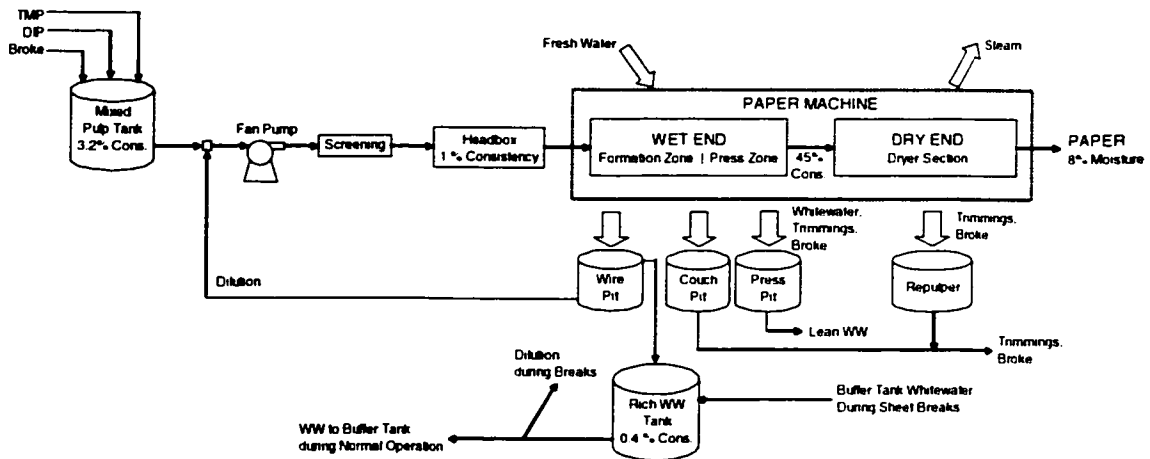 TMP
DIP
Broke
Mixed
Pulp Tank
3.2% Cons.
Fan Pump
Screening
Headbox
1% Consistency
Fresh Water
Steam
PAPER MACHINE
WET END
Formation Zone | Press Zone
45%
Cons.
DRY END
Dryer Section
PAPER
8% Moisture
Whitewater,
Trimmings,
Broke
Trimmings,
Broke
Wire
Pit
Couch
Pit
Press
Pit
Repulper
Dilution
Lean WW
Trimmings,
Broke
Dilution
during Breaks
Rich WW
Tank
0.4% Cons.
Buffer Tank Whitewater
During Sheet Breaks
WW to Buffer Tank
during Normal Operation